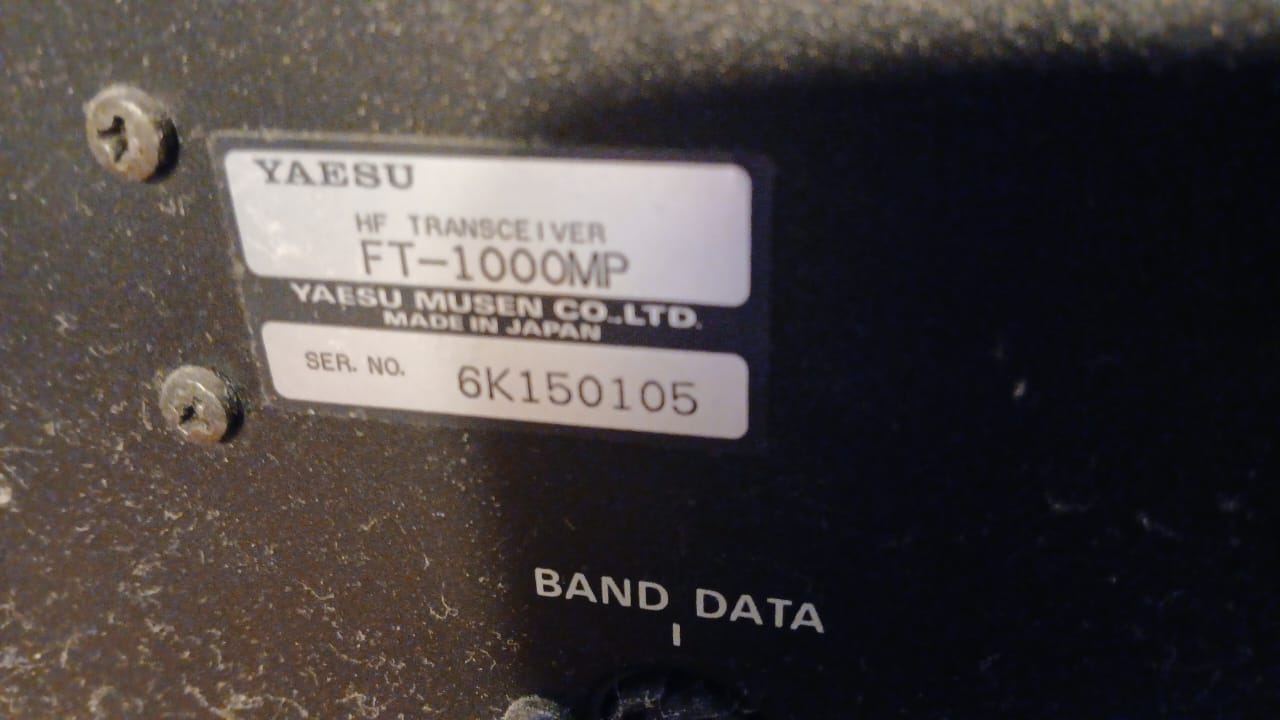 YAESU
HF TRANSCEIVER
FT-1000MP
YAESU MUSEN CO.,LTD.
MADE IN JAPAN
SER. NO. 6K150105
BAND DATA